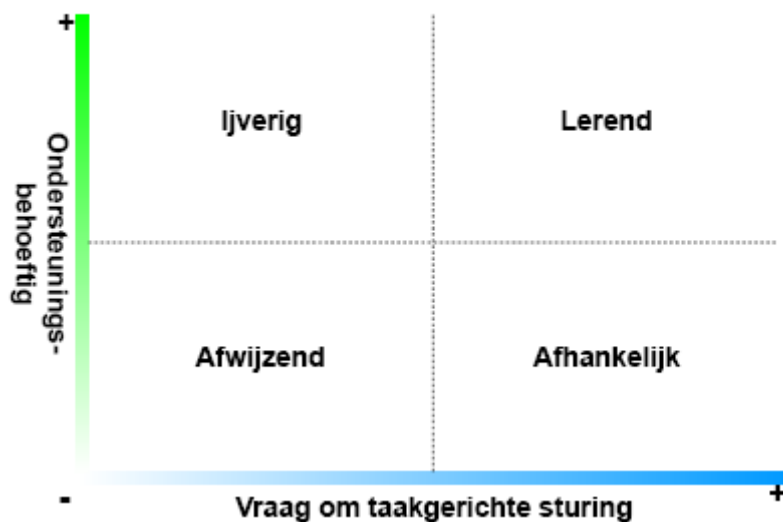 +
Ijverig
Lerend
Ondersteunings-
behoeftig
Afwijzend
Afhankelijk
-
+
Vraag om taakgerichte sturing